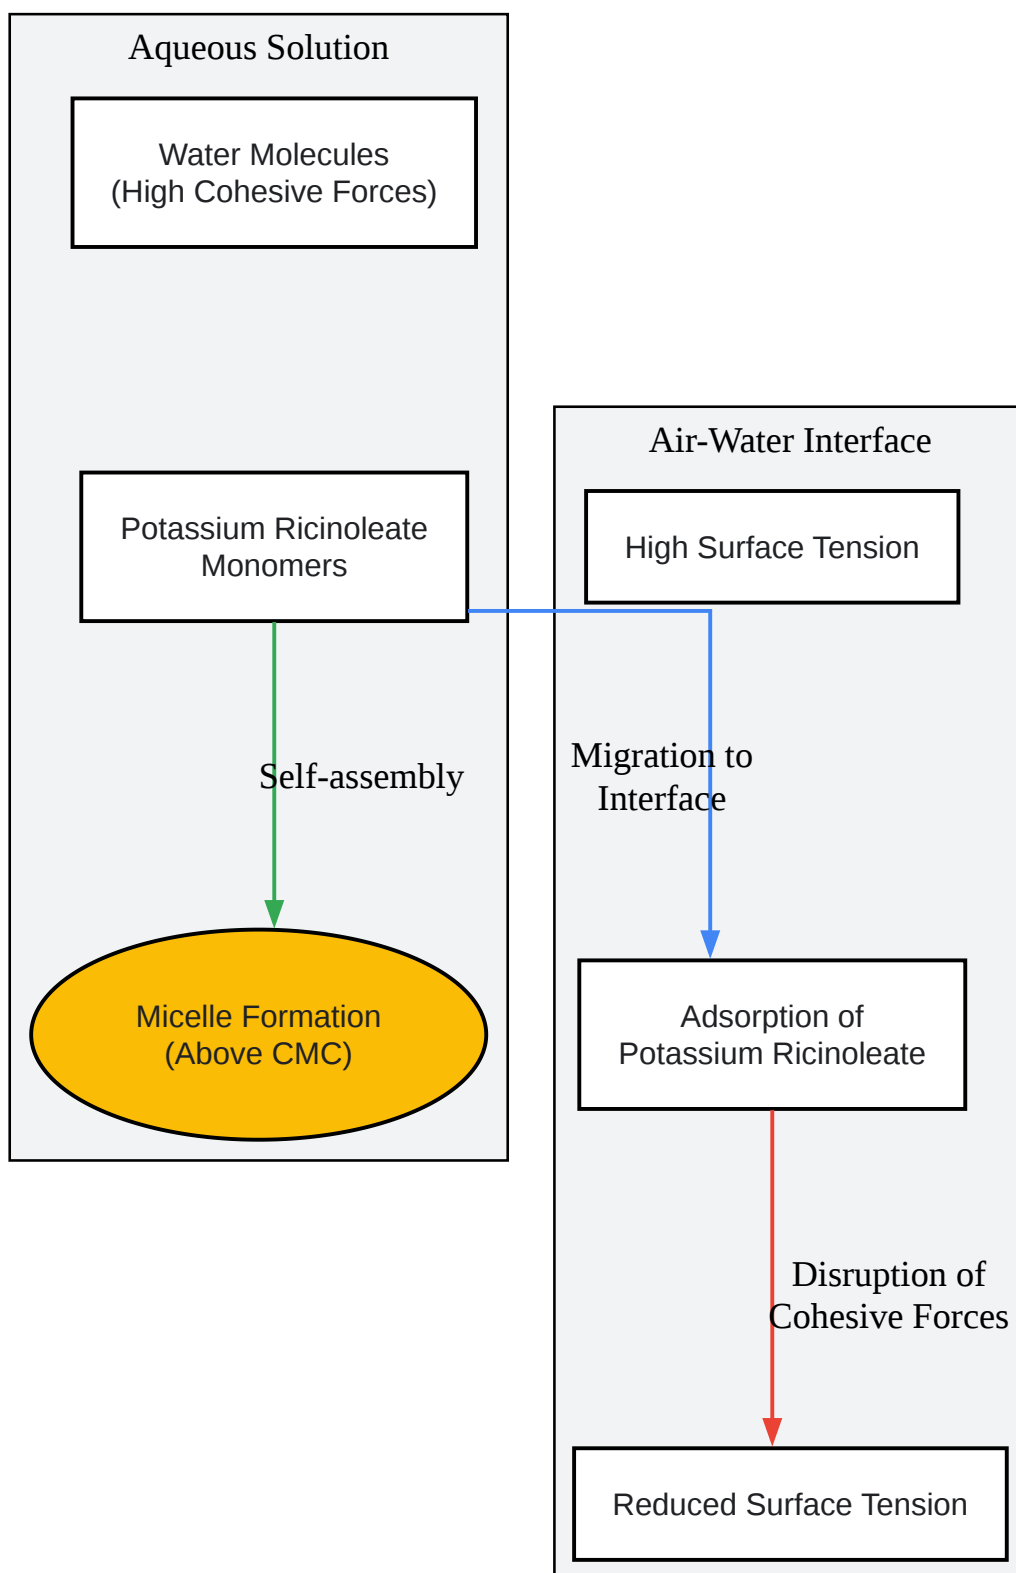 Aqueous Solution
Water Molecules
(High Cohesive Forces)
Potassium Ricinoleate
Monomers
Self-assembly
Micelle Formation
(Above CMC)
Air-Water Interface
High Surface Tension
Migration to
Interface
Adsorption of
Potassium Ricinoleate
Disruption of
Cohesive Forces
Reduced Surface Tension